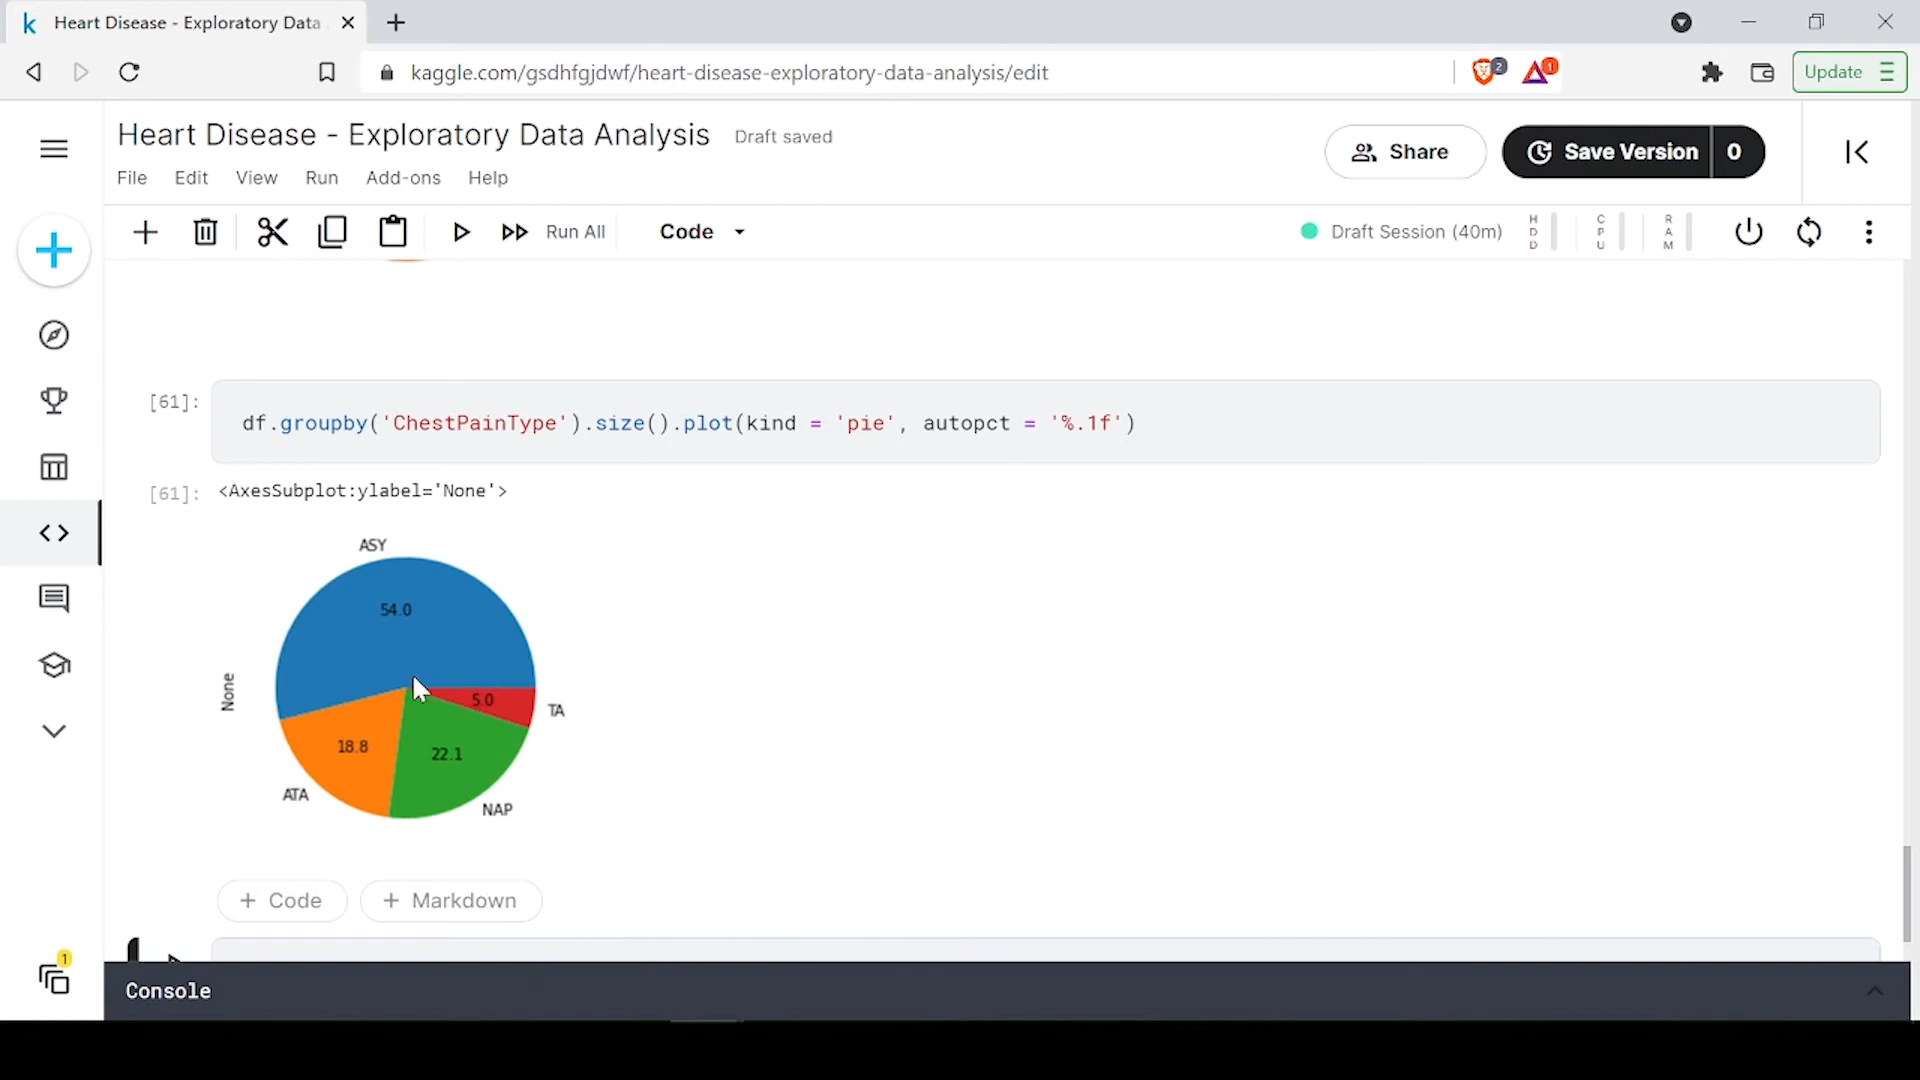 Heart Disease - Exploratory Data
kaggle.com/gsdhfgjdwf/heart-disease-exploratory-data-analysis/edit
2
1
Update
Heart Disease - Exploratory Data Analysis
Draft saved
Share
Save Version
0
File
Edit
View
Run
Add-ons
Help
Run All
Code
Draft Session (40m)
HDD
CPU
RAM
[61]:
df.groupby('ChestPainType').size().plot(kind = 'pie', autopct = '%.1f')
[61]:
<AxesSubplot:ylabel='None'>
ASY
54.0
None
5.0
TA
18.8
22.1
ATA
NAP
+ Code
+ Markdown
1
Console